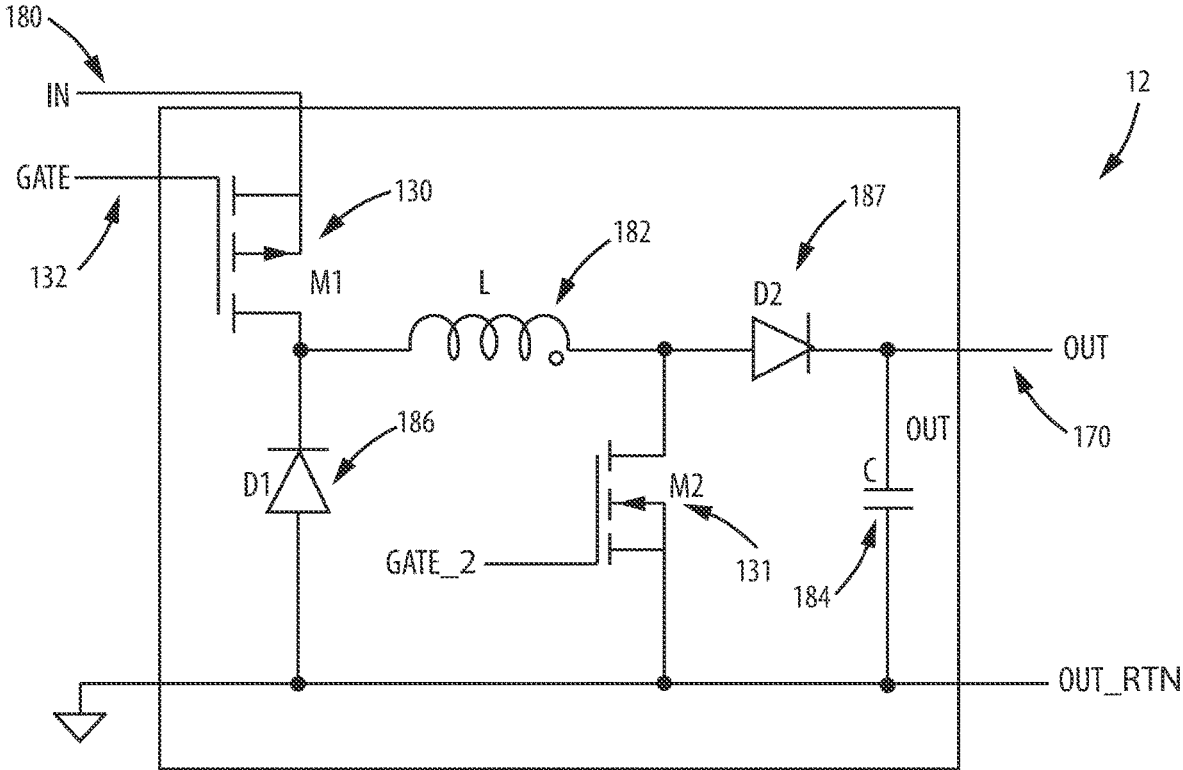 180
12
IN
GATE
130
187
182
132
M1
L
D2
OUT
186
OUT
170
D1
C
M2
GATE_2
131
184
OUT_RTN